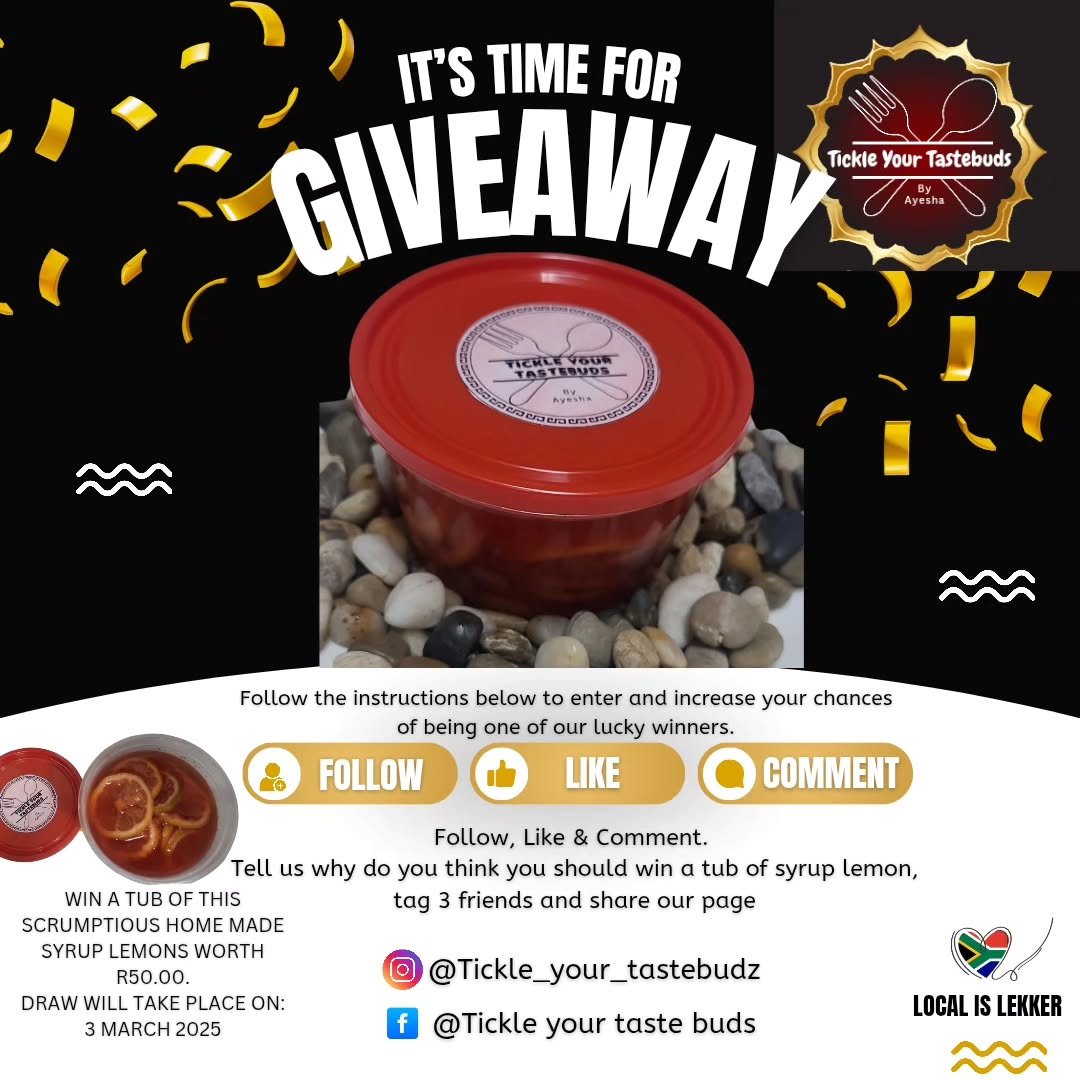 IT'S TIME FOR
GIVEAWAY
Tickle Your Tastebuds
By
Ayesha
TICKLE YOUR
TASTEBUDS
By
Ayesha
Follow the instructions below to enter and increase your chances
of being one of our lucky winners.
FOLLOW
LIKE
COMMENT
Follow, Like & Comment.
Tell us why do you think you should win a tub of syrup lemon,
tag 3 friends and share our page
TICKLE YOUR
TASTEBUDS
WIN A TUB OF THIS
SCRUMPTIOUS HOME MADE
SYRUP LEMONS WORTH
R50.00.
DRAW WILL TAKE PLACE ON:
3 MARCH 2025
@Tickle_your_tastebudz
@Tickle your taste buds
LOCAL IS LEKKER